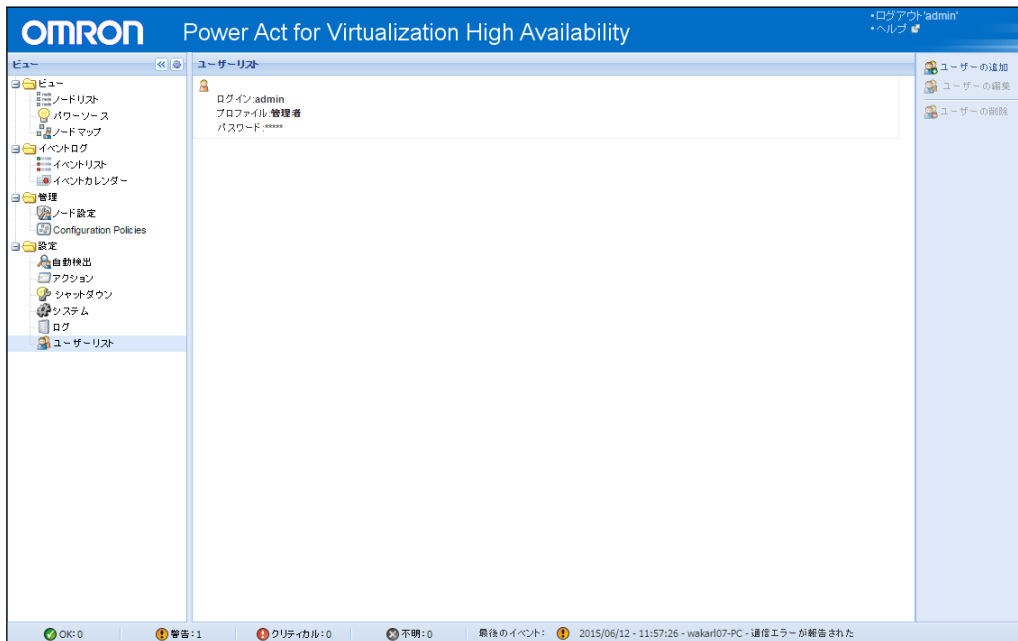 OMRON Power Act for Virtualization High Availability
・ログアウト'admin'
・ヘルプ
ビュー
ビュー
ノードリスト
パワーソース
ノードマップ
イベントログ
イベントリスト
イベントカレンダー
管理
ノード設定
Configuration Policies
設定
自動検出
アクション
シャットダウン
システム
ログ
ユーザーリスト
ユーザーリスト
ログイン:admin
プロファイル:管理者
パスワード:*****
ユーザーの追加
ユーザーの編集
ユーザーの削除
OK:0 警告:1 クリティカル:0 不明:0 最後のイベント: 2015/06/12 - 11:57:26 - wakarl07-PC - 通信エラーが報告された